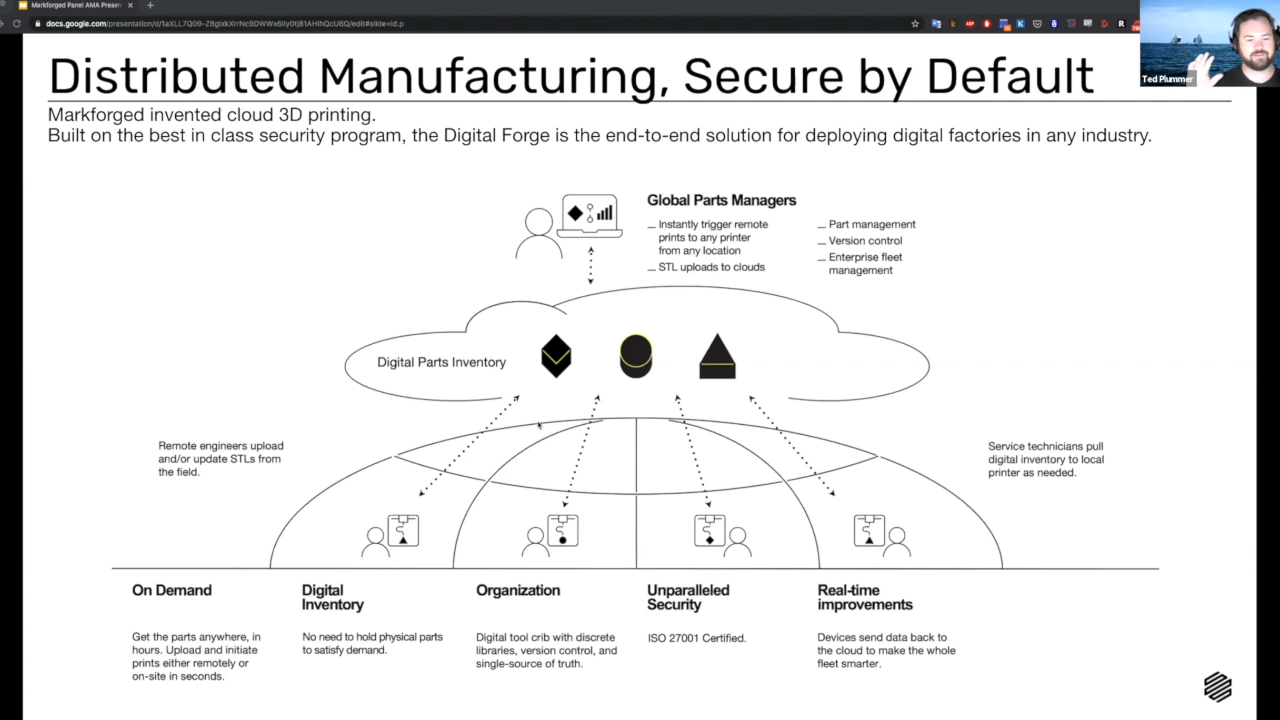 Markforged Panel AMA Presen
docs.google.com/presentation/d/1aXLL7Q09-Z8gixkXrrNc9DWWx6IIy0tj81AHlhQcU6Q/edit#slide=id.p
Ted Plummer
Distributed Manufacturing, Secure by Default
Markforged invented cloud 3D printing.
Built on the best in class security program, the Digital Forge is the end-to-end solution for deploying digital factories in any industry.
Global Parts Managers
— Instantly trigger remote
prints to any printer
from any location
— STL uploads to clouds
— Part management
— Version control
— Enterprise fleet
management
Digital Parts Inventory
Remote engineers upload
and/or update STLs from
the field.
Service technicians pull
digital inventory to local
printer as needed.
On Demand
Get the parts anywhere, in
hours. Upload and initiate
prints either remotely or
on-site in seconds.
Digital
Inventory
No need to hold physical parts
to satisfy demand.
Organization
Digital tool crib with discrete
libraries, version control, and
single-source of truth.
Unparalleled
Security
ISO 27001 Certified.
Real-time
improvements
Devices send data back to
the cloud to make the whole
fleet smarter.